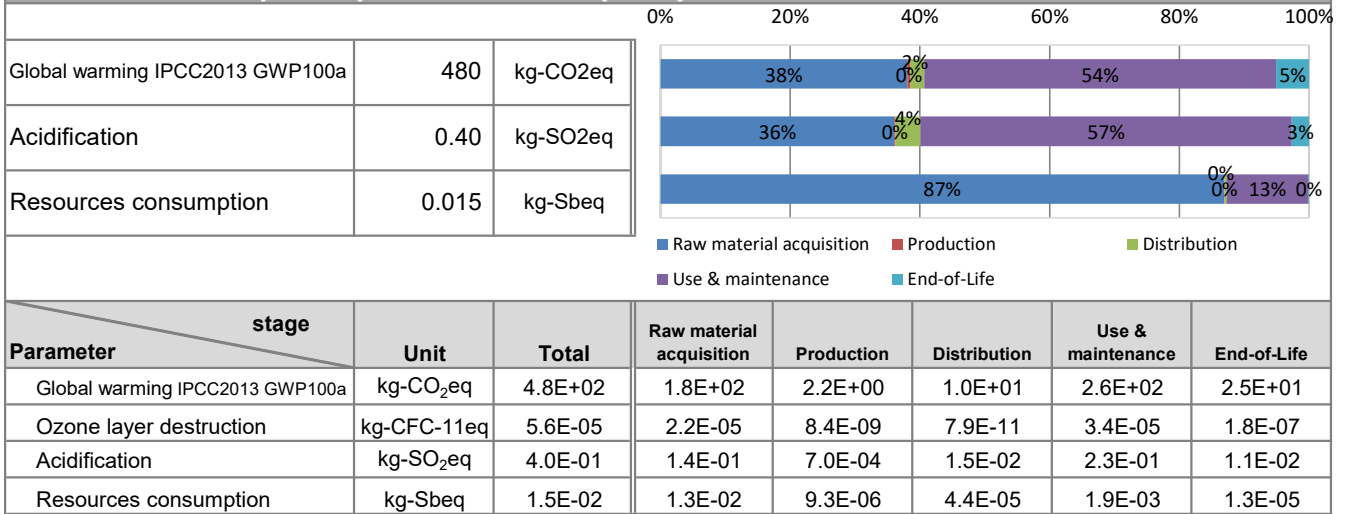 0% 20% 40% 60% 80% 100%
Global warming IPCC2013 GWP100a 480 kg-CO2eq 38% 0% 2% 54% 5%
Acidification 0.40 kg-SO2eq 36% 0% 4% 57% 3%
Resources consumption 0.015 kg-Sbeq 87% 0% 0% 13% 0%
Raw material acquisition Production Distribution
Use & maintenance End-of-Life
stage
Parameter Unit Total Raw material acquisition Production Distribution Use & maintenance End-of-Life
Global warming IPCC2013 GWP100a kg-CO₂eq 4.8E+02 1.8E+02 2.2E+00 1.0E+01 2.6E+02 2.5E+01
Ozone layer destruction kg-CFC-11eq 5.6E-05 2.2E-05 8.4E-09 7.9E-11 3.4E-05 1.8E-07
Acidification kg-SO₂eq 4.0E-01 1.4E-01 7.0E-04 1.5E-02 2.3E-01 1.1E-02
Resources consumption kg-Sbeq 1.5E-02 1.3E-02 9.3E-06 4.4E-05 1.9E-03 1.3E-05